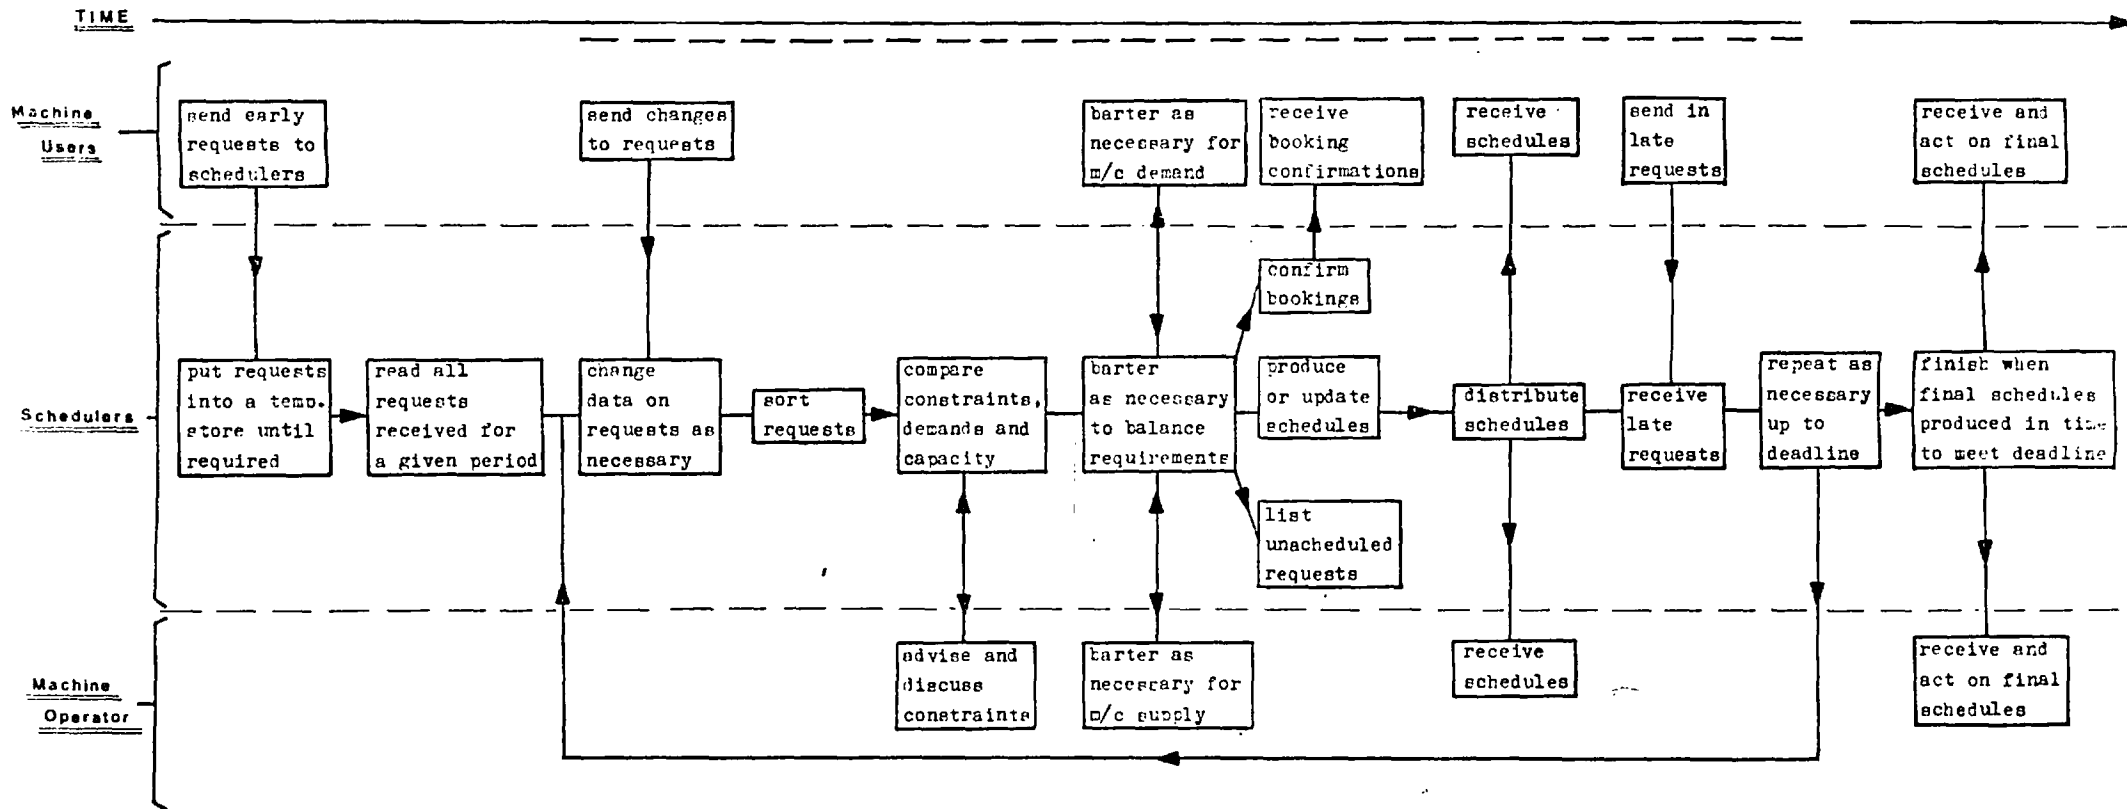 TIME
Machine
Users
send early
requests to
schedulers
send changes
to requests
barter as
necessary for
m/c demand
receive
booking
confirmations
receive
schedules
send in
late
requests
receive and
act on final
schedules
Schedulers
put requests
into a temp.
store until
required
read all
requests
received for
a given period
change
data on
requests as
necessary
sort
requests
compare
constraints,
demands and
capacity
barter
as necessary
to balance
requirements
confirm
bookings
produce
or update
schedules
list
unacheduled
requests
distribute
schedules
receive
late
requests
repeat as
necessary
up to
deadline
finish when
final schedules
produced in time
to meet deadline
Machine
Operator
advise and
discuss
constraints
barter as
necessary for
m/c supply
receive
schedules
receive and
act on final
schedules